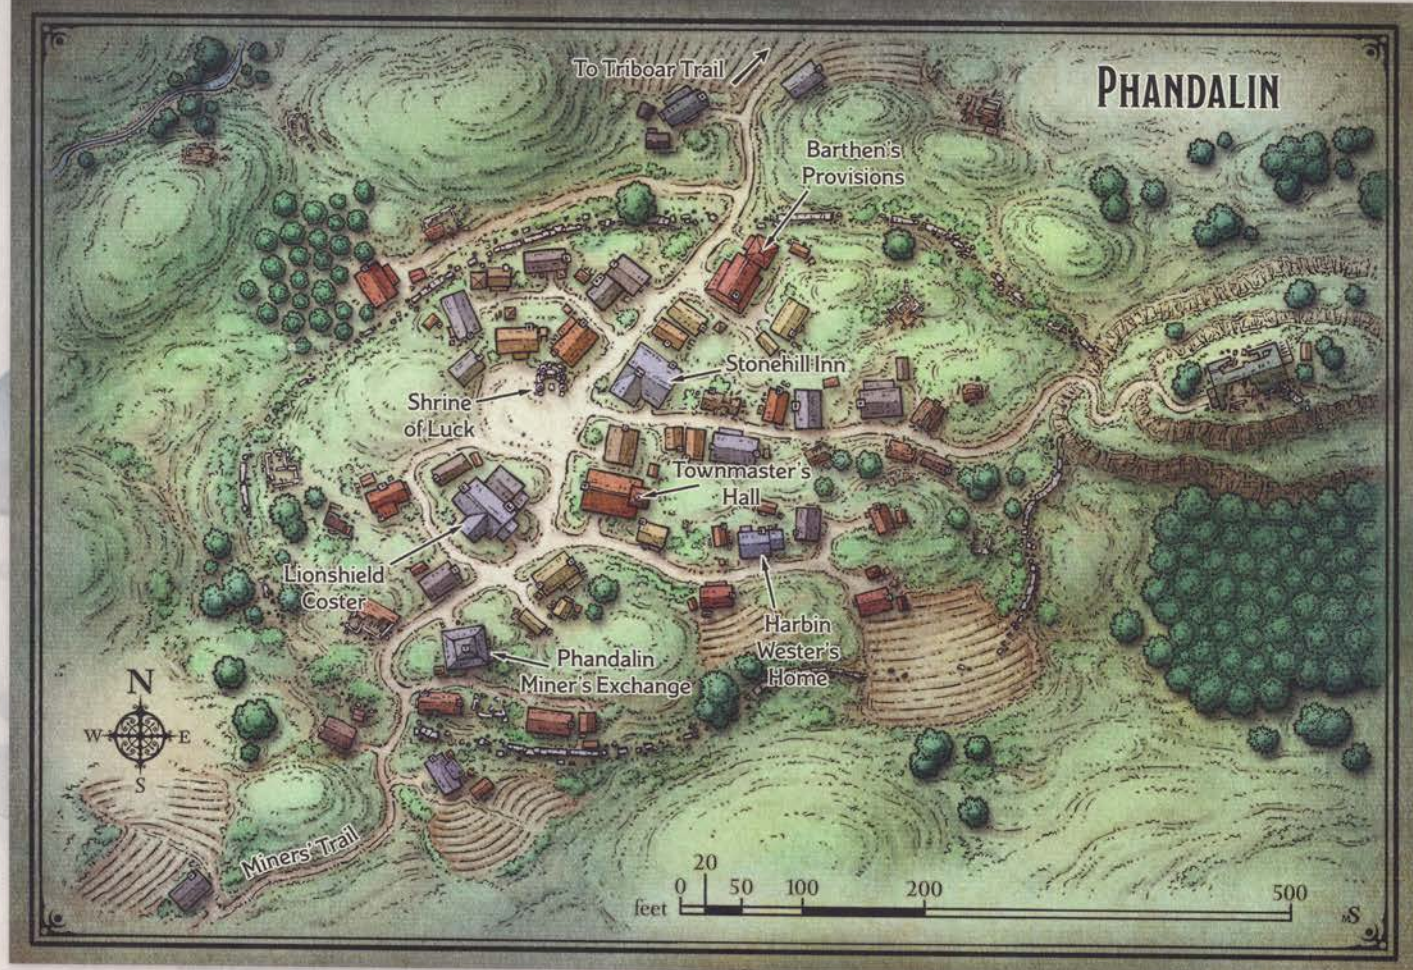 To Triboar Trail
PHANDALIN
Barthen's
Provisions
Stonehill Inn
Shrine
of Luck
Townmaster's
Hall
Lionshield
Coster
Harbin
Wester's
Home
Phandalin
Miner's Exchange
N
W E
S
Miners' Trail
20
0 50 100 200 500
feet